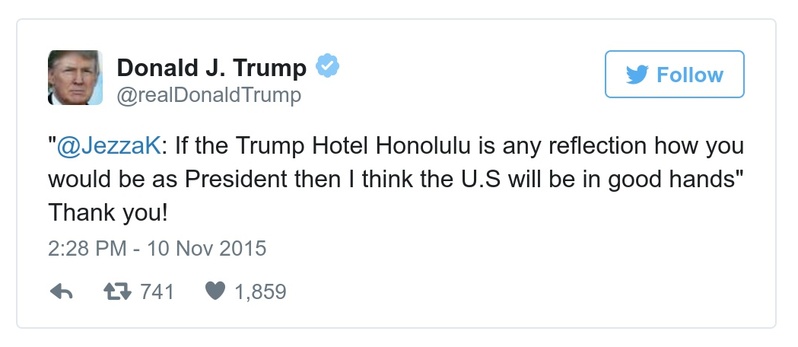 Donald J. Trump
@realDonaldTrump
Follow
"@JezzaK: If the Trump Hotel Honolulu is any reflection how you
would be as President then I think the U.S will be in good hands"
Thank you!
2:28 PM - 10 Nov 2015
741 1,859